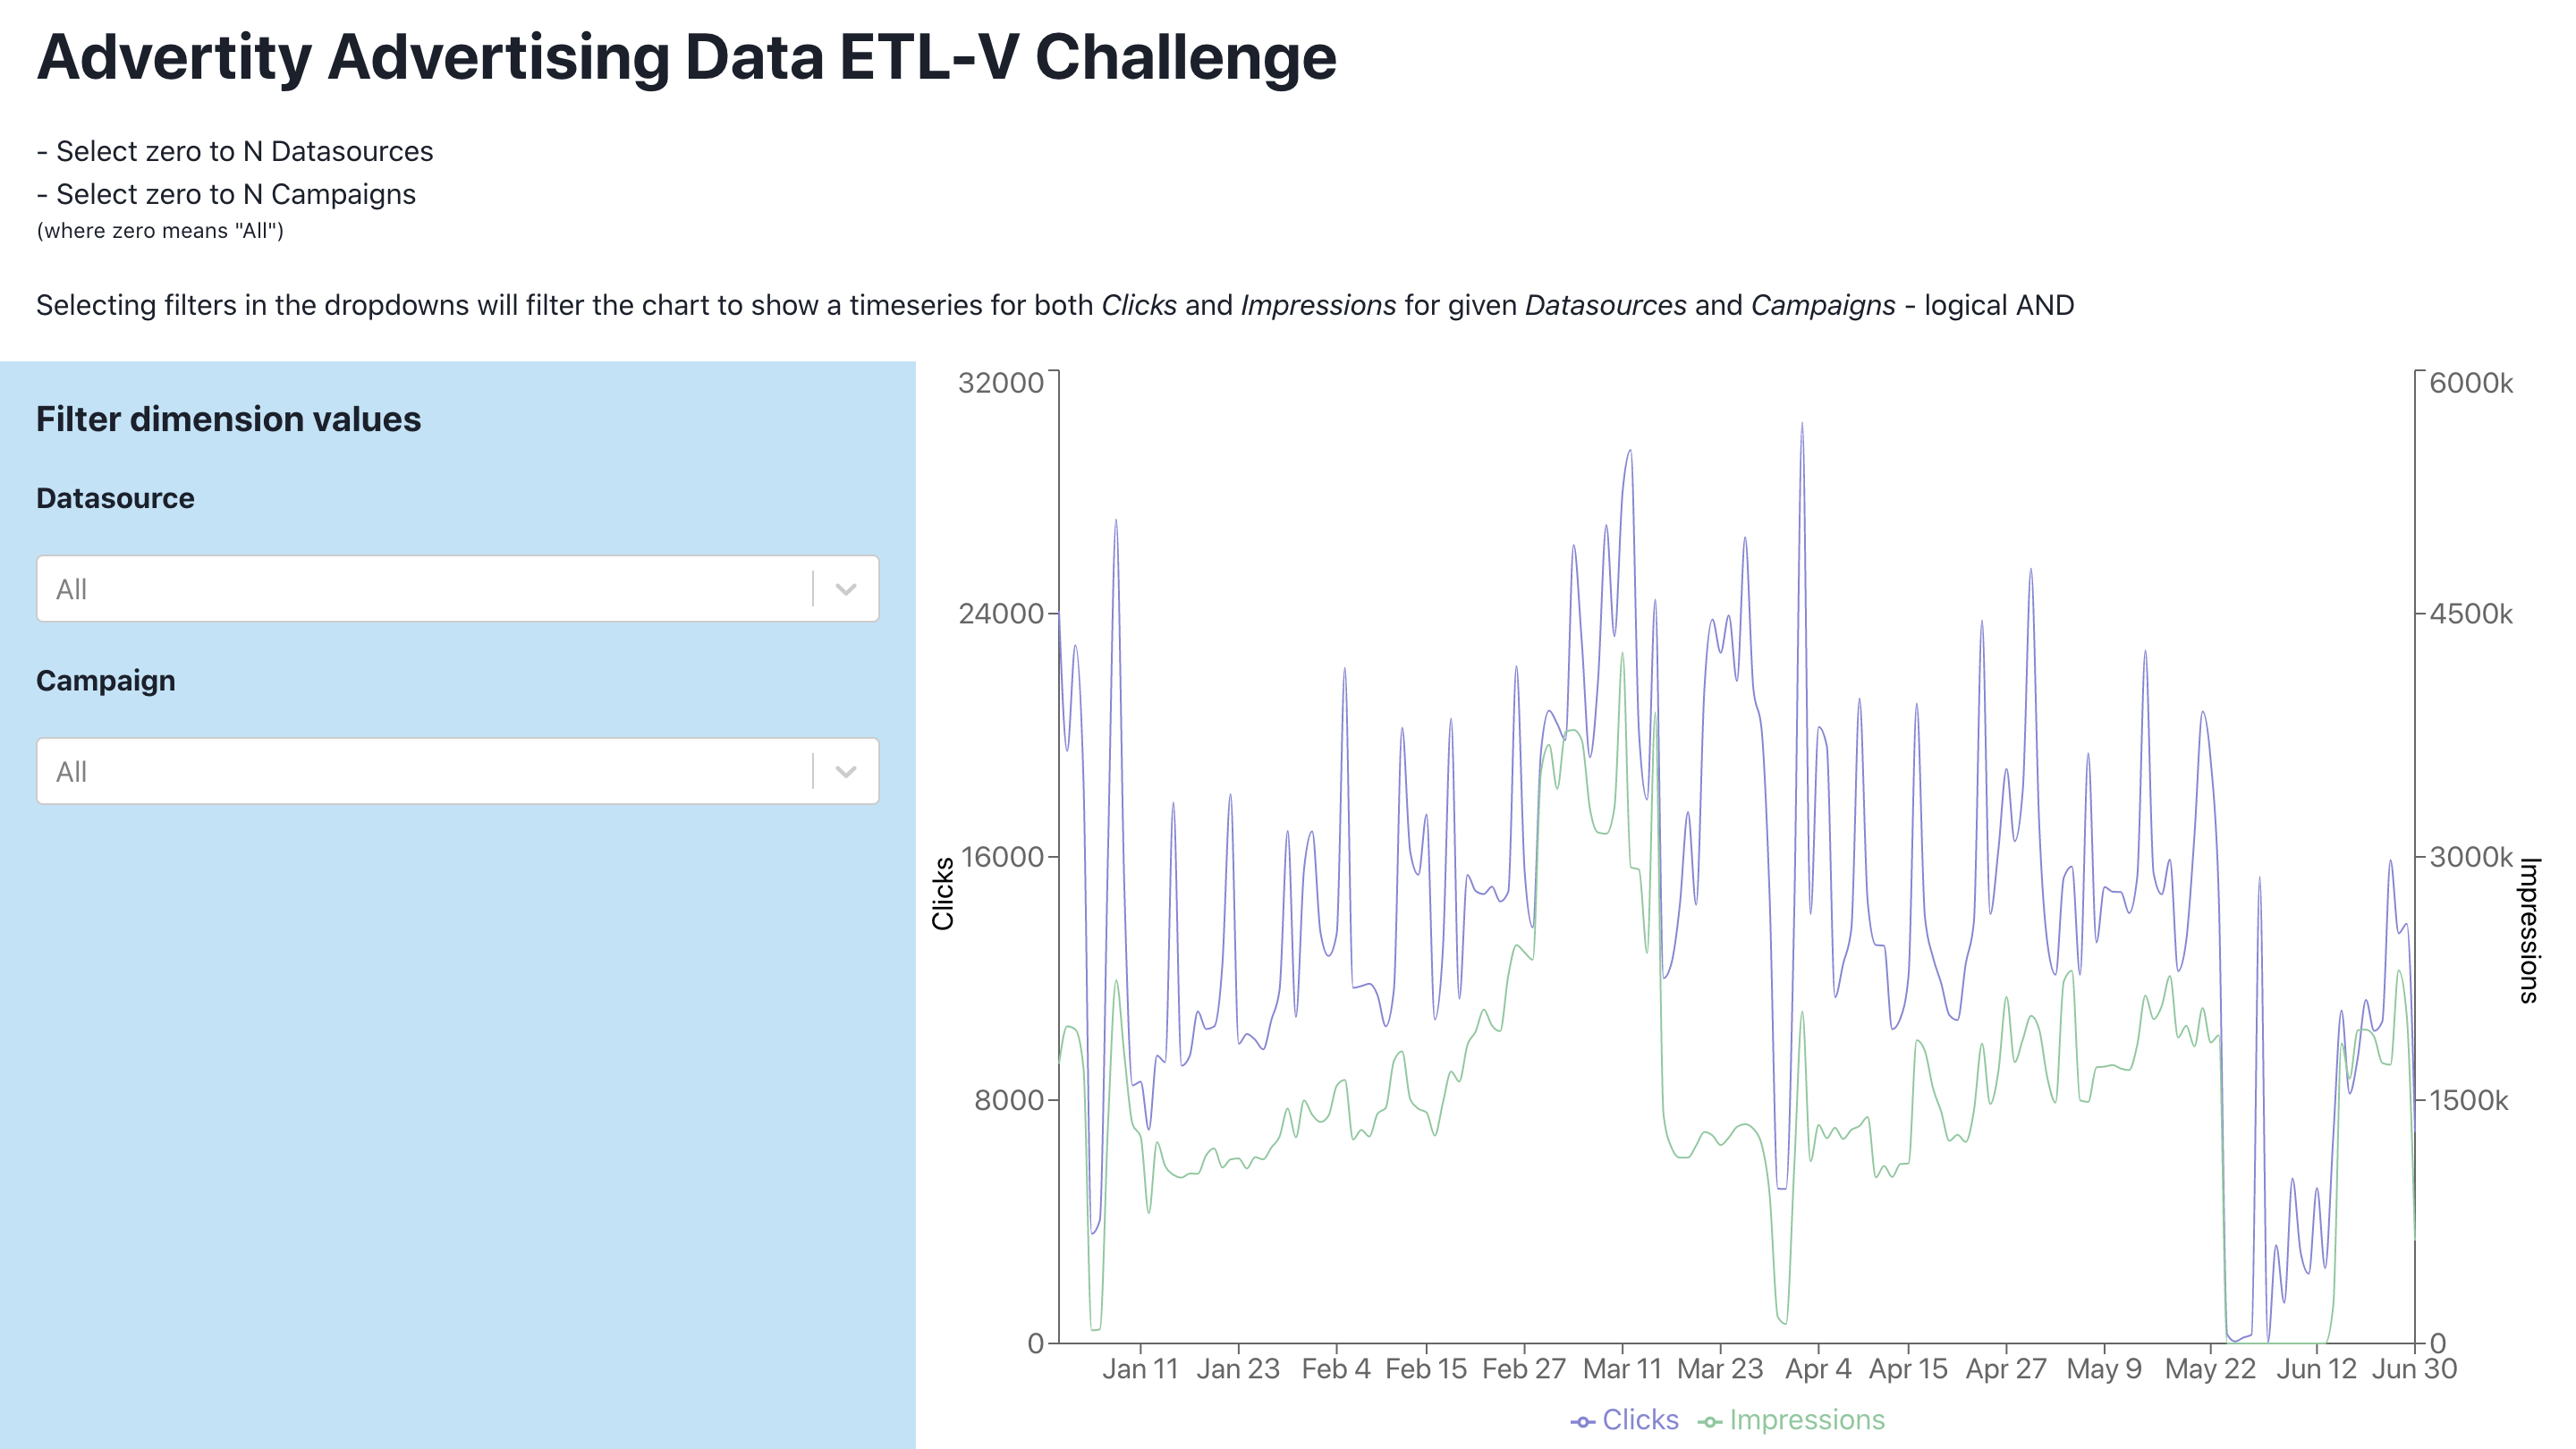 Advertity Advertising Data ETL-V Challenge
- Select zero to N Datasources
- Select zero to N Campaigns
(where zero means "All")
Selecting filters in the dropdowns will filter the chart to show a timeseries for both Clicks and Impressions for given Datasources and Campaigns - logical AND
Filter dimension values
Datasource
All
Campaign
All
32000
24000
16000
8000
0
Clicks
6000k
4500k
3000k
1500k
0
Impressions
Jan 11 Jan 23 Feb 4 Feb 15 Feb 27 Mar 11 Mar 23 Apr 4 Apr 15 Apr 27 May 9 May 22 Jun 12 Jun 30
Clicks Impressions